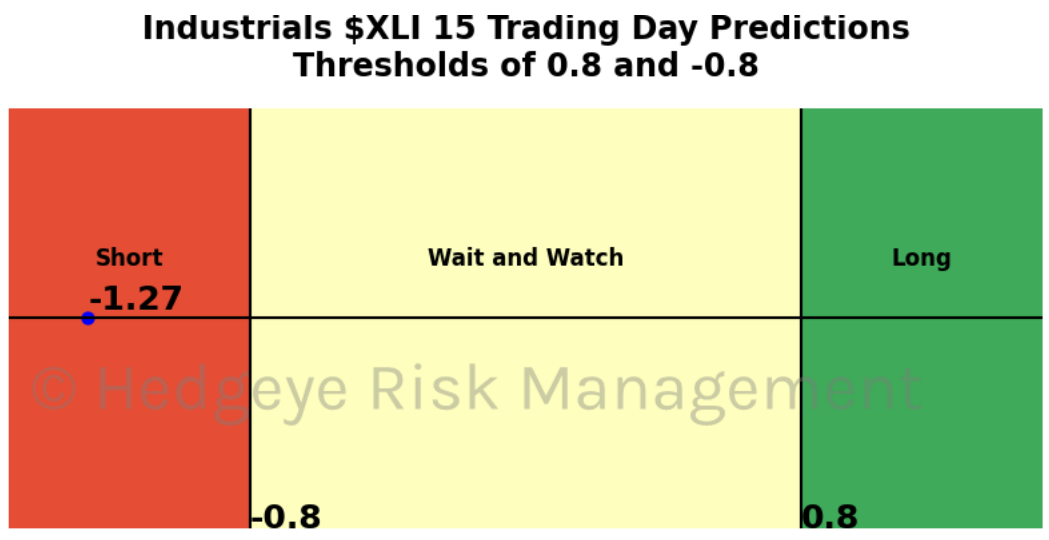 Industrials $XLI 15 Trading Day Predictions
Thresholds of 0.8 and -0.8
Short
Wait and Watch
Long
-1.27
© Hedgeye Risk Management
-0.8
0.8